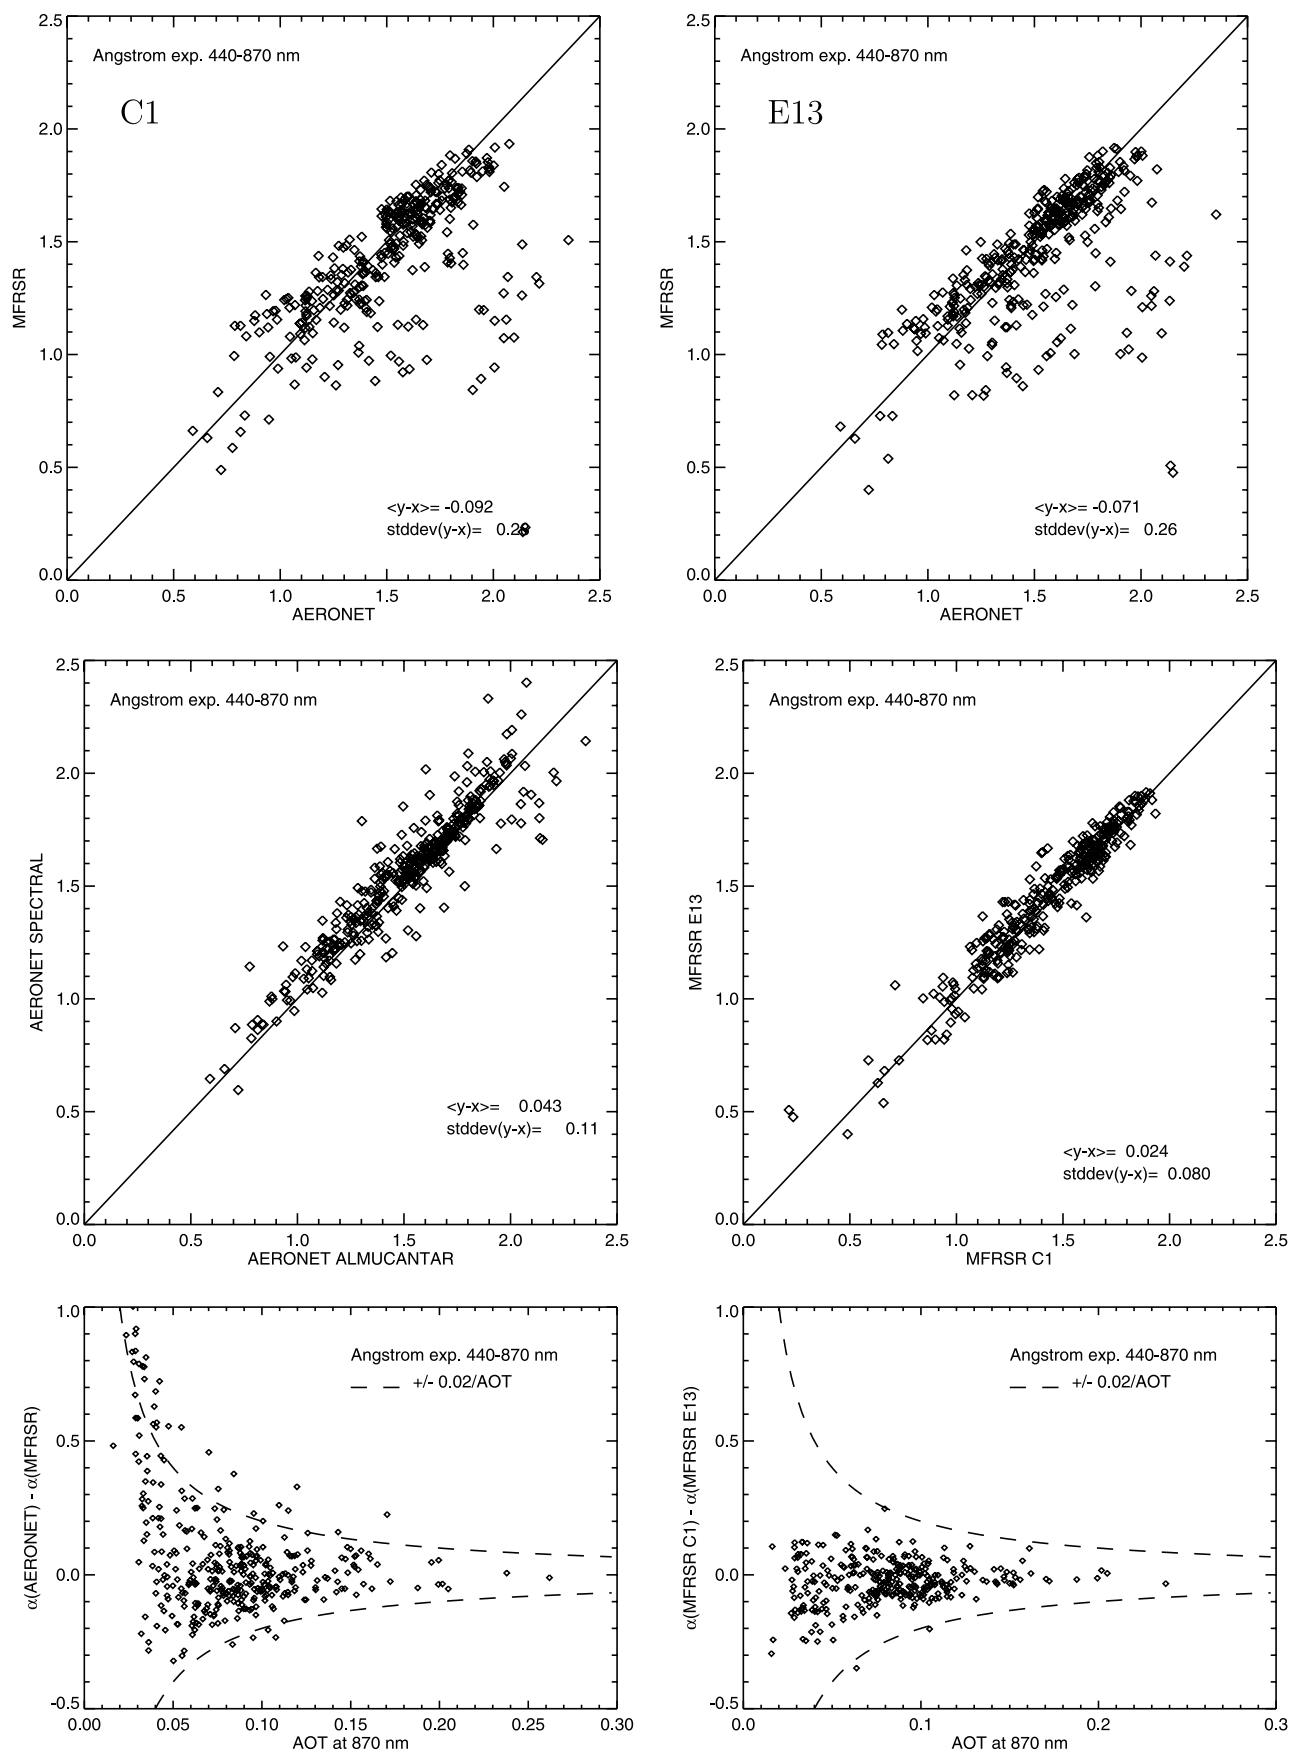 2.5
Angstrom exp. 440-870 nm
C1
2.0
1.5
MFRSR
1.0
0.5
<y-x>= -0.092
stddev(y-x)=
0.0
0.0 0.5 1.0 1.5 2.0 2.5
AERONET
2.5
Angstrom exp. 440-870 nm
E13
2.0
1.5
MFRSR
1.0
0.5
<y-x>= -0.071
stddev(y-x)= 0.26
0.0
0.0 0.5 1.0 1.5 2.0 2.5
AERONET
2.5
Angstrom exp. 440-870 nm
2.0
1.5
AERONET SPECTRAL
1.0
0.5
<y-x>= 0.043
stddev(y-x)= 0.11
0.0
0.0 0.5 1.0 1.5 2.0 2.5
AERONET ALMUCANTAR
2.5
Angstrom exp. 440-870 nm
2.0
1.5
MFRSR E13
1.0
0.5
<y-x>= 0.024
stddev(y-x)= 0.080
0.0
0.0 0.5 1.0 1.5 2.0 2.5
MFRSR C1
1.0
Angstrom exp. 440-870 nm
+/- 0.02/AOT
0.5
α(AERONET) - α(MFRSR)
0.0
-0.5
0.00 0.05 0.10 0.15 0.20 0.25 0.30
AOT at 870 nm
1.0
Angstrom exp. 440-870 nm
+/- 0.02/AOT
0.5
α(MFRSR C1) - α(MFRSR E13)
0.0
-0.5
0.0 0.1 0.2 0.3
AOT at 870 nm